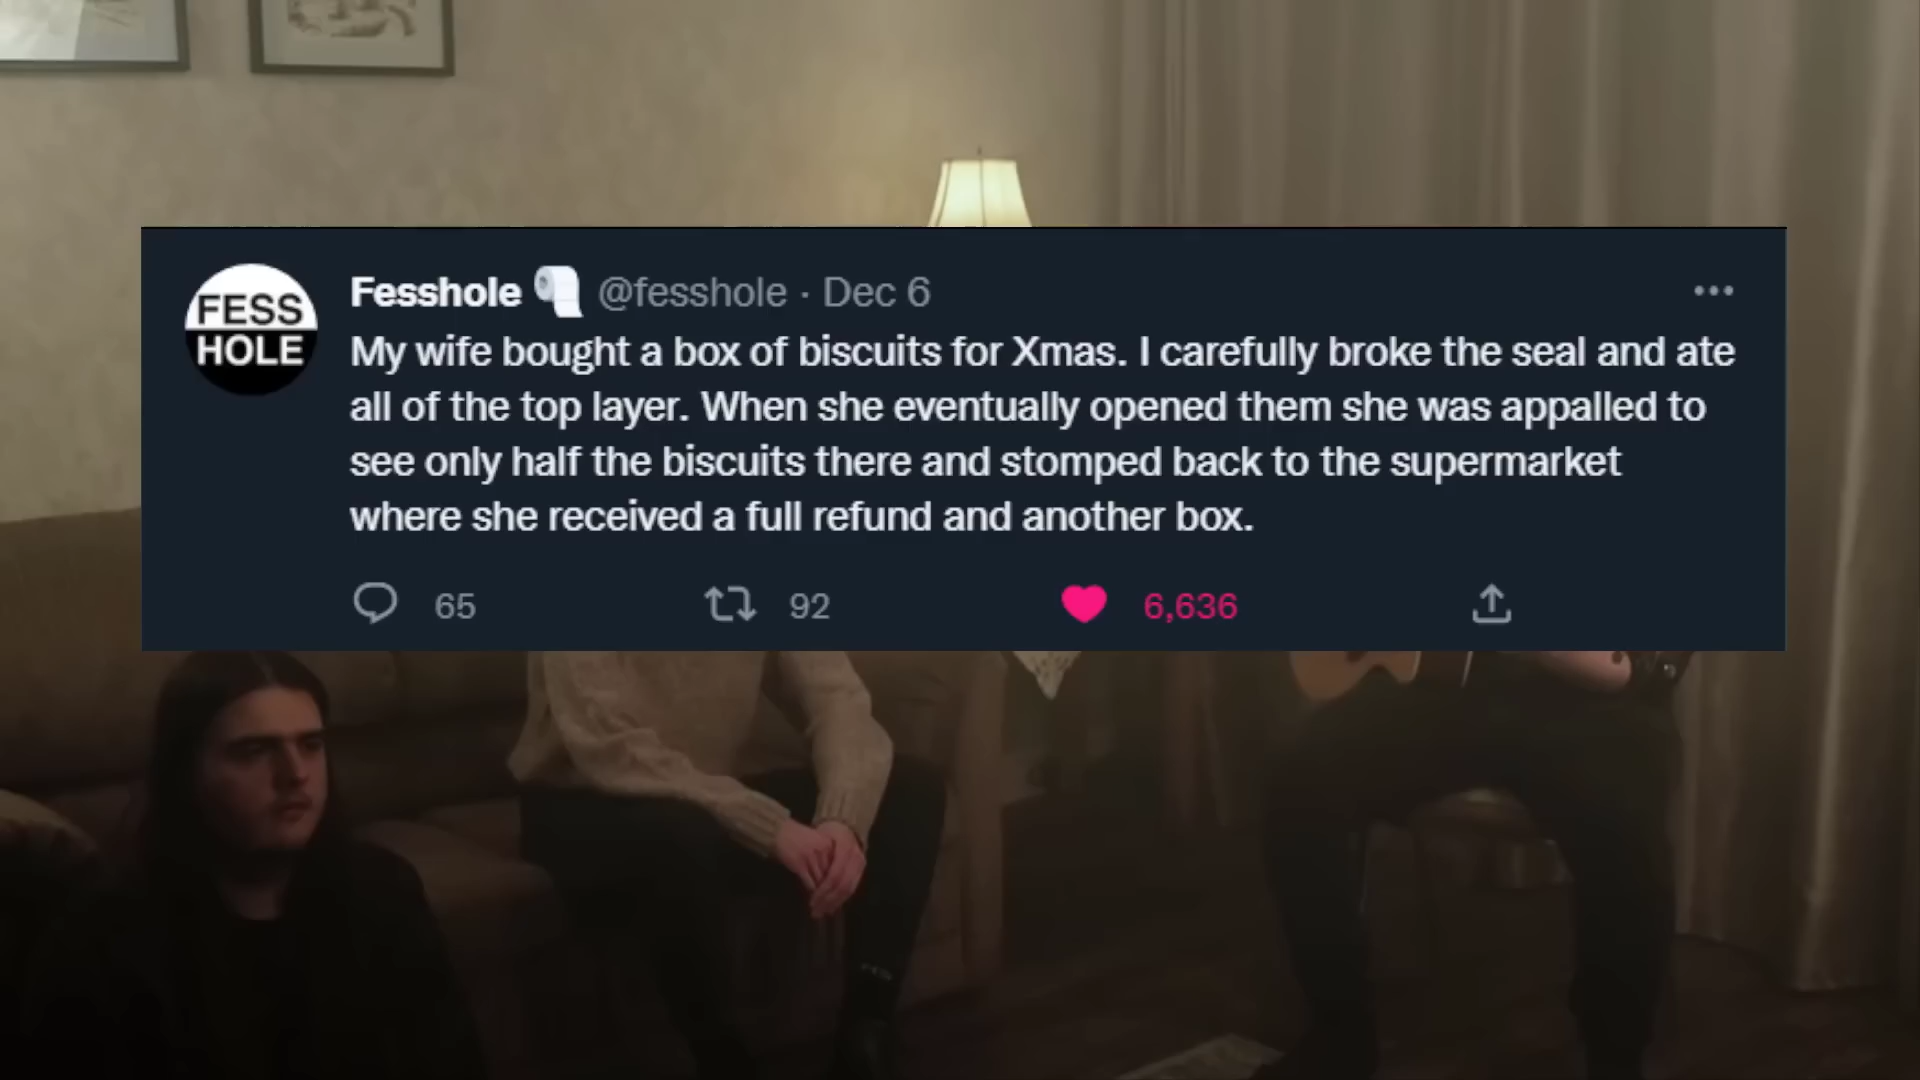 FESS
HOLE
Fesshole 🧻 @fesshole · Dec 6
My wife bought a box of biscuits for Xmas. I carefully broke the seal and ate
all of the top layer. When she eventually opened them she was appalled to
see only half the biscuits there and stomped back to the supermarket
where she received a full refund and another box.
65 92 6,636